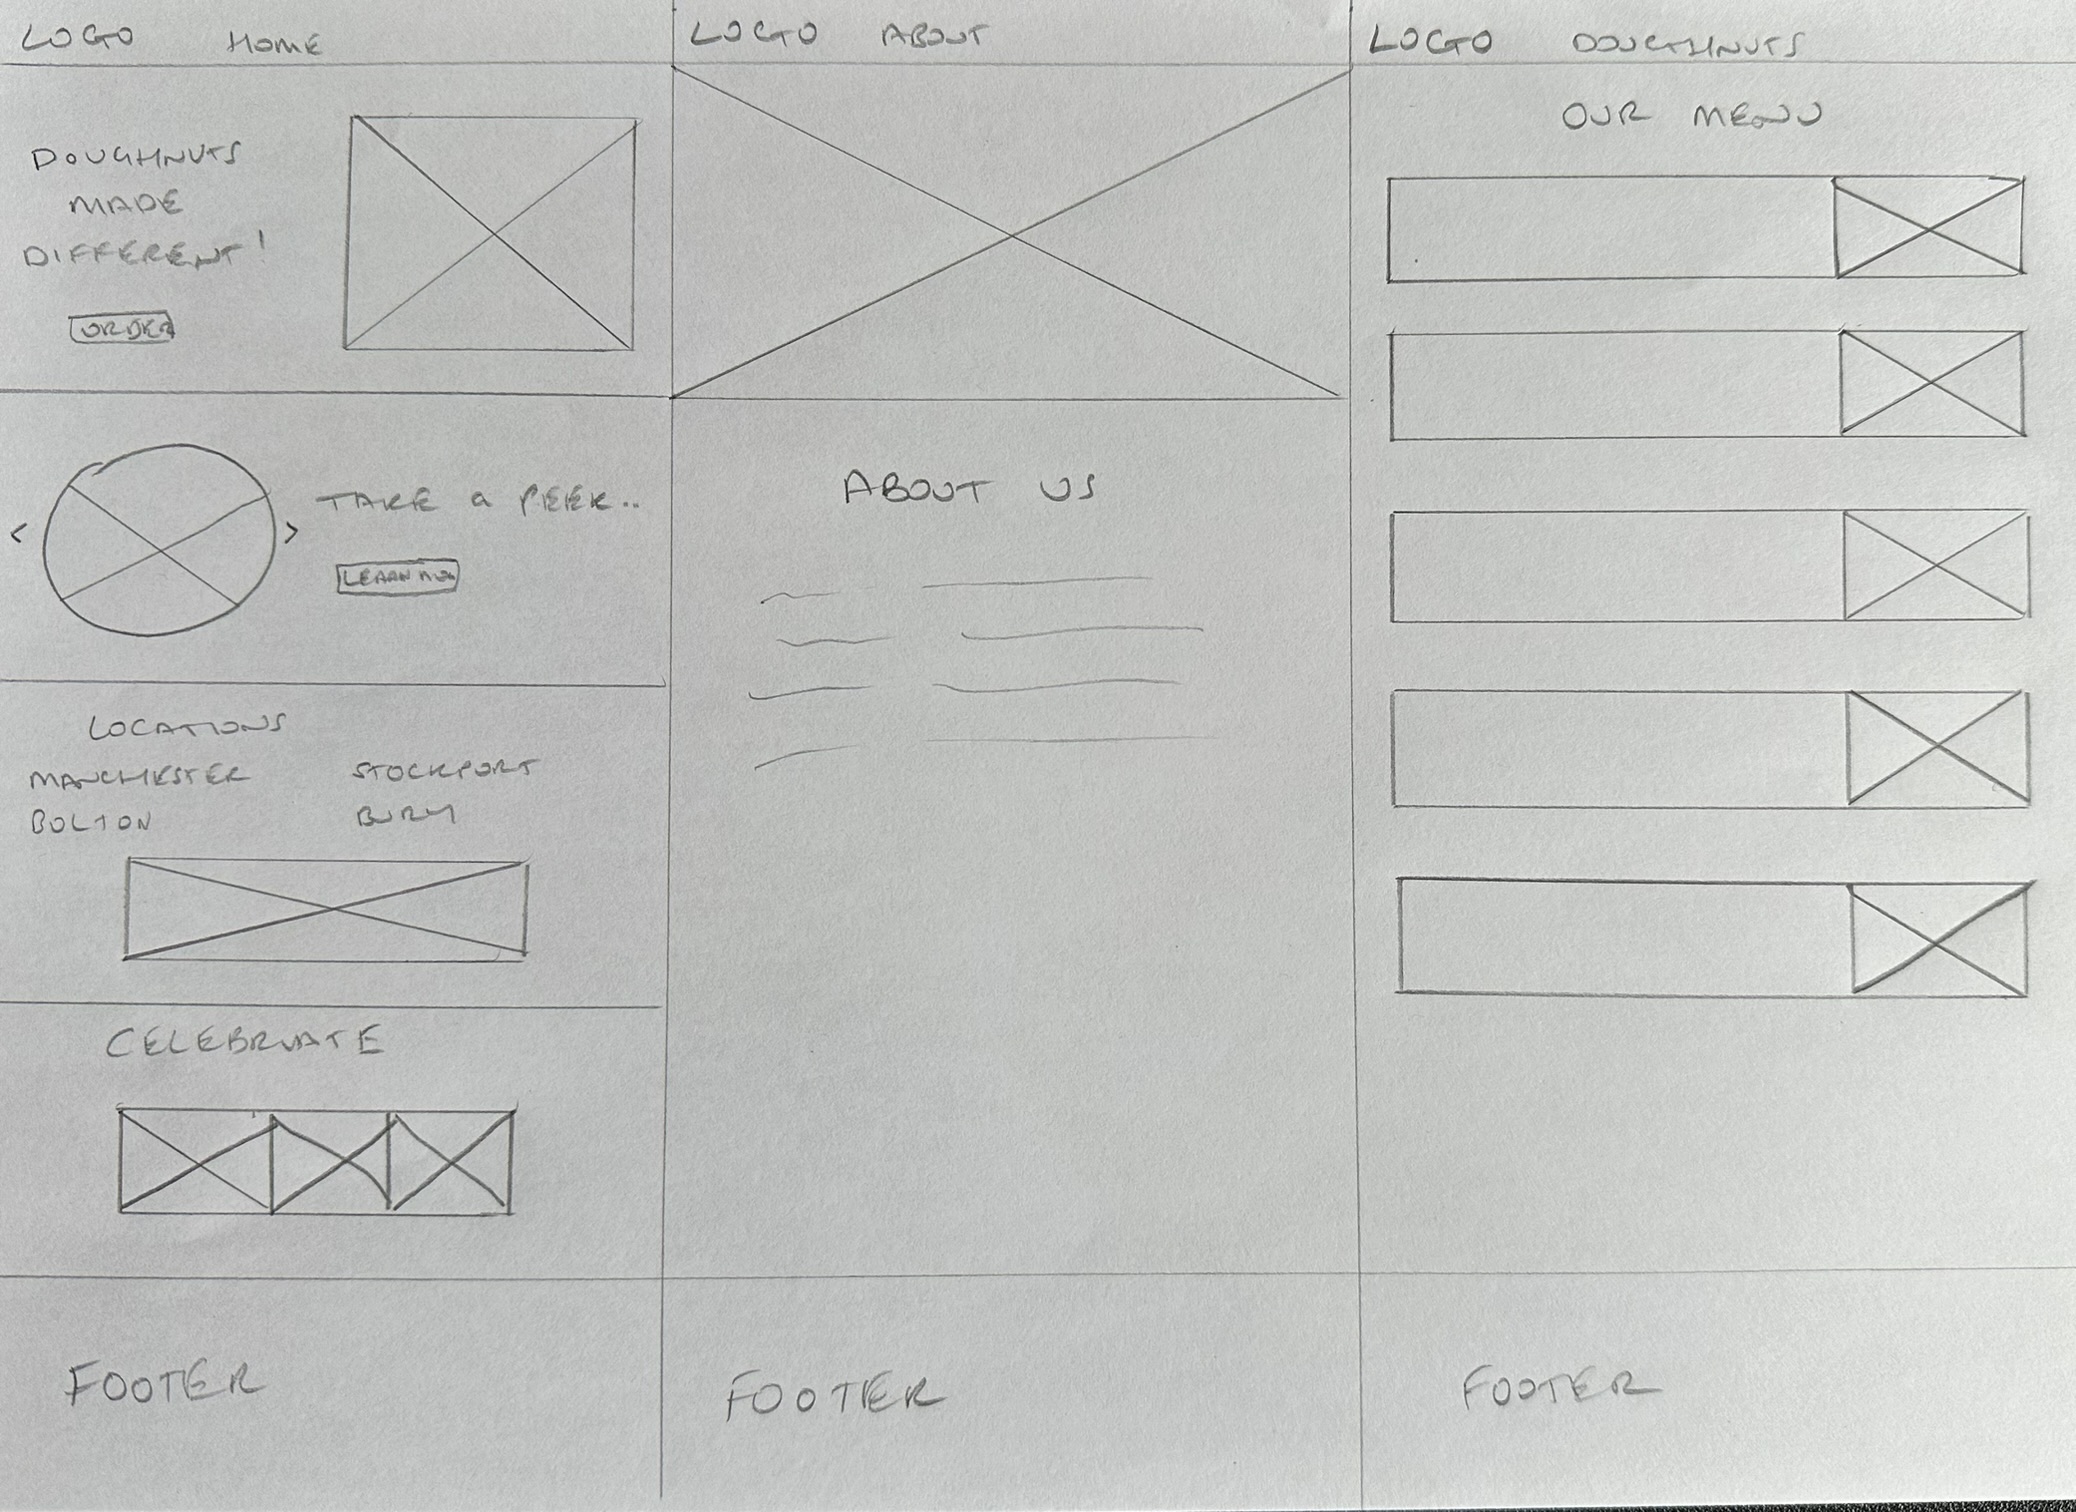 LOGO HOME
DOUGHNUTS
MADE
DIFFERENT!
ORDER
< >
TAKE a PEEK..
LEARN MORE
LOCATIONS
MANCHESTER STOCKPORT
BOLTON BURY
CELEBRATE
FOOTER
LOGO ABOUT
ABOUT US
FOOTER
LOGO DOUGHNUTS
OUR MENU
FOOTER